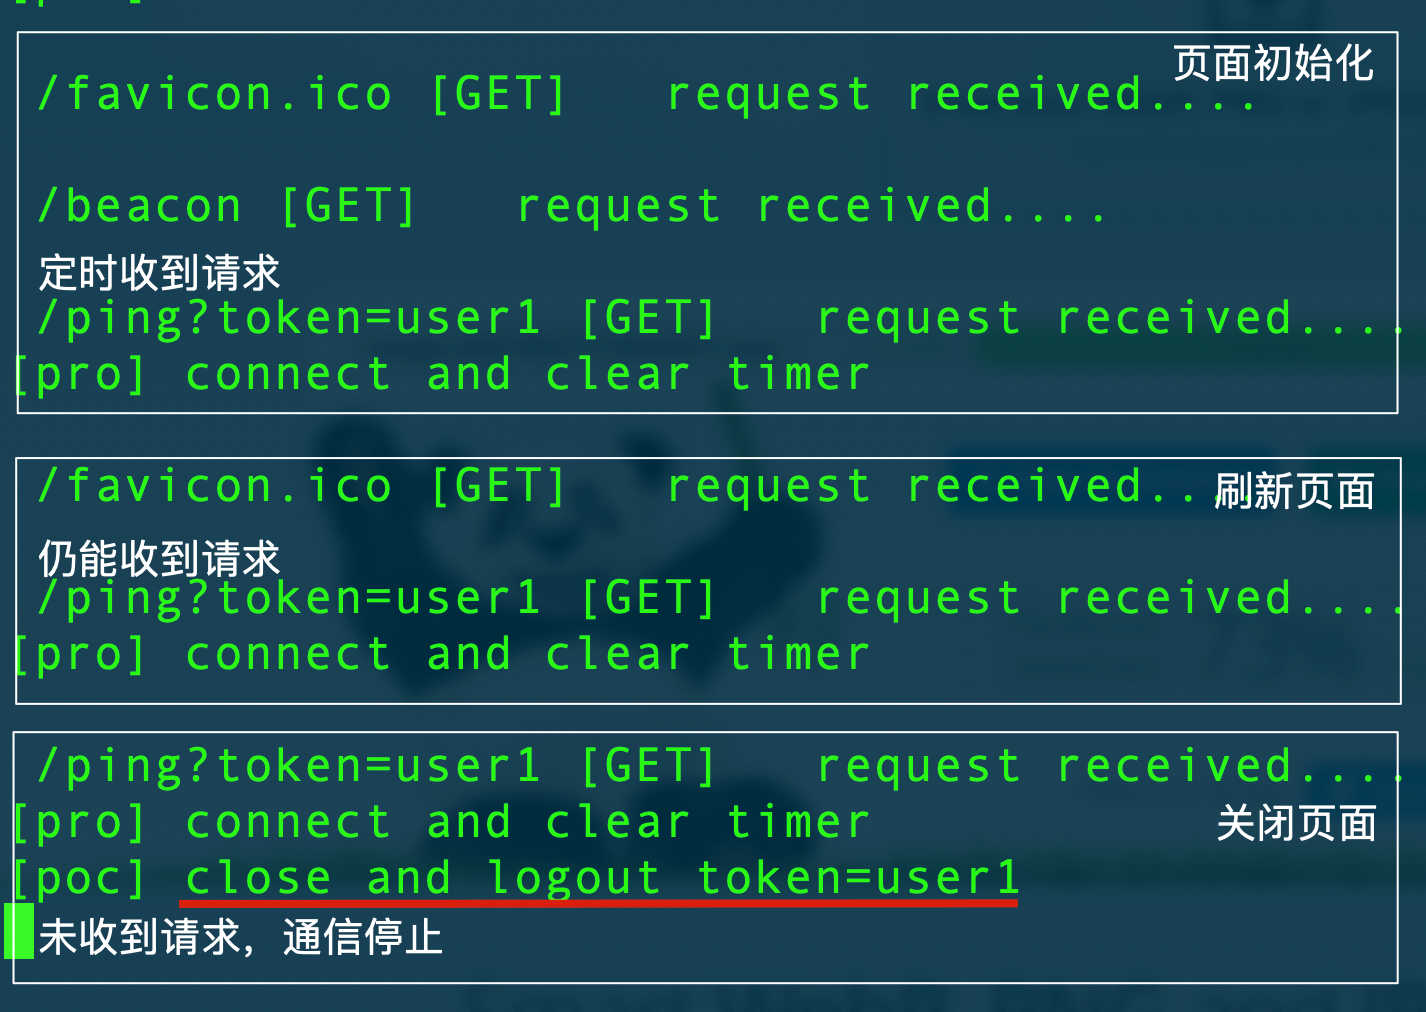 页面初始化
/favicon.ico [GET]   request received....
/beacon [GET]   request received....
定时收到请求
/ping?token=user1 [GET]   request received....
[pro] connect and clear timer
/favicon.ico [GET]   request received....
刷新页面
仍能收到请求
/ping?token=user1 [GET]   request received....
[pro] connect and clear timer
/ping?token=user1 [GET]   request received....
[pro] connect and clear timer
关闭页面
[poc] close and logout token=user1
未收到请求，通信停止